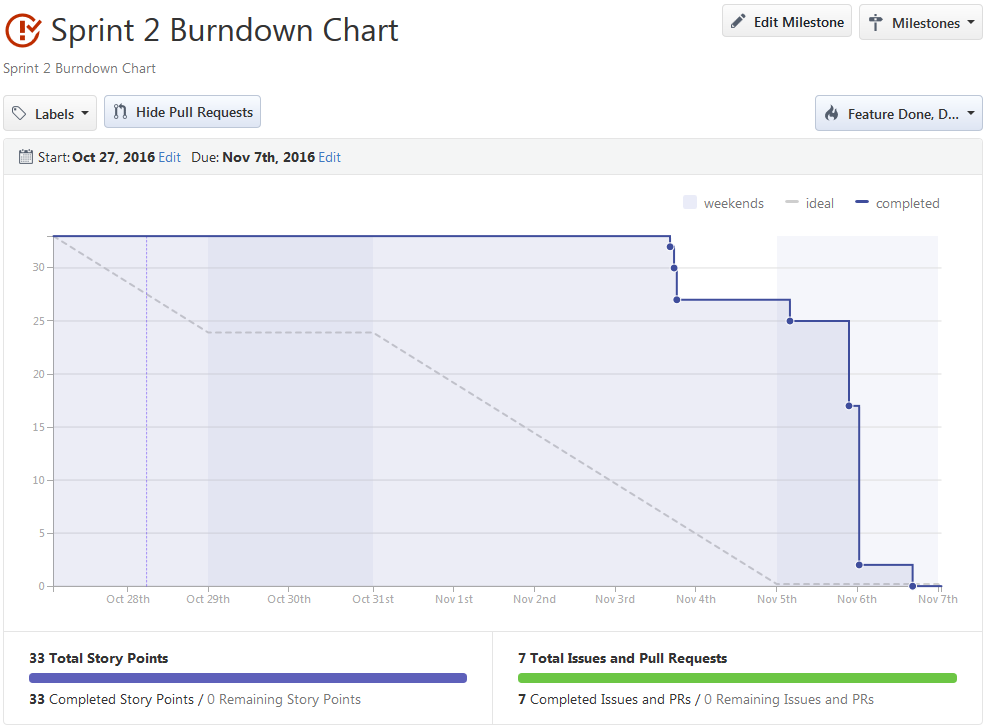 Sprint 2 Burndown Chart
Edit Milestone
Milestones
Sprint 2 Burndown Chart
Labels
Hide Pull Requests
Feature Done, D...
Start: Oct 27, 2016 Edit Due: Nov 7th, 2016 Edit
weekends ideal completed
30
25
20
15
10
5
0
Oct 28th Oct 29th Oct 30th Oct 31st Nov 1st Nov 2nd Nov 3rd Nov 4th Nov 5th Nov 6th Nov 7th
33 Total Story Points
33 Completed Story Points / 0 Remaining Story Points
7 Total Issues and Pull Requests
7 Completed Issues and PRs / 0 Remaining Issues and PRs